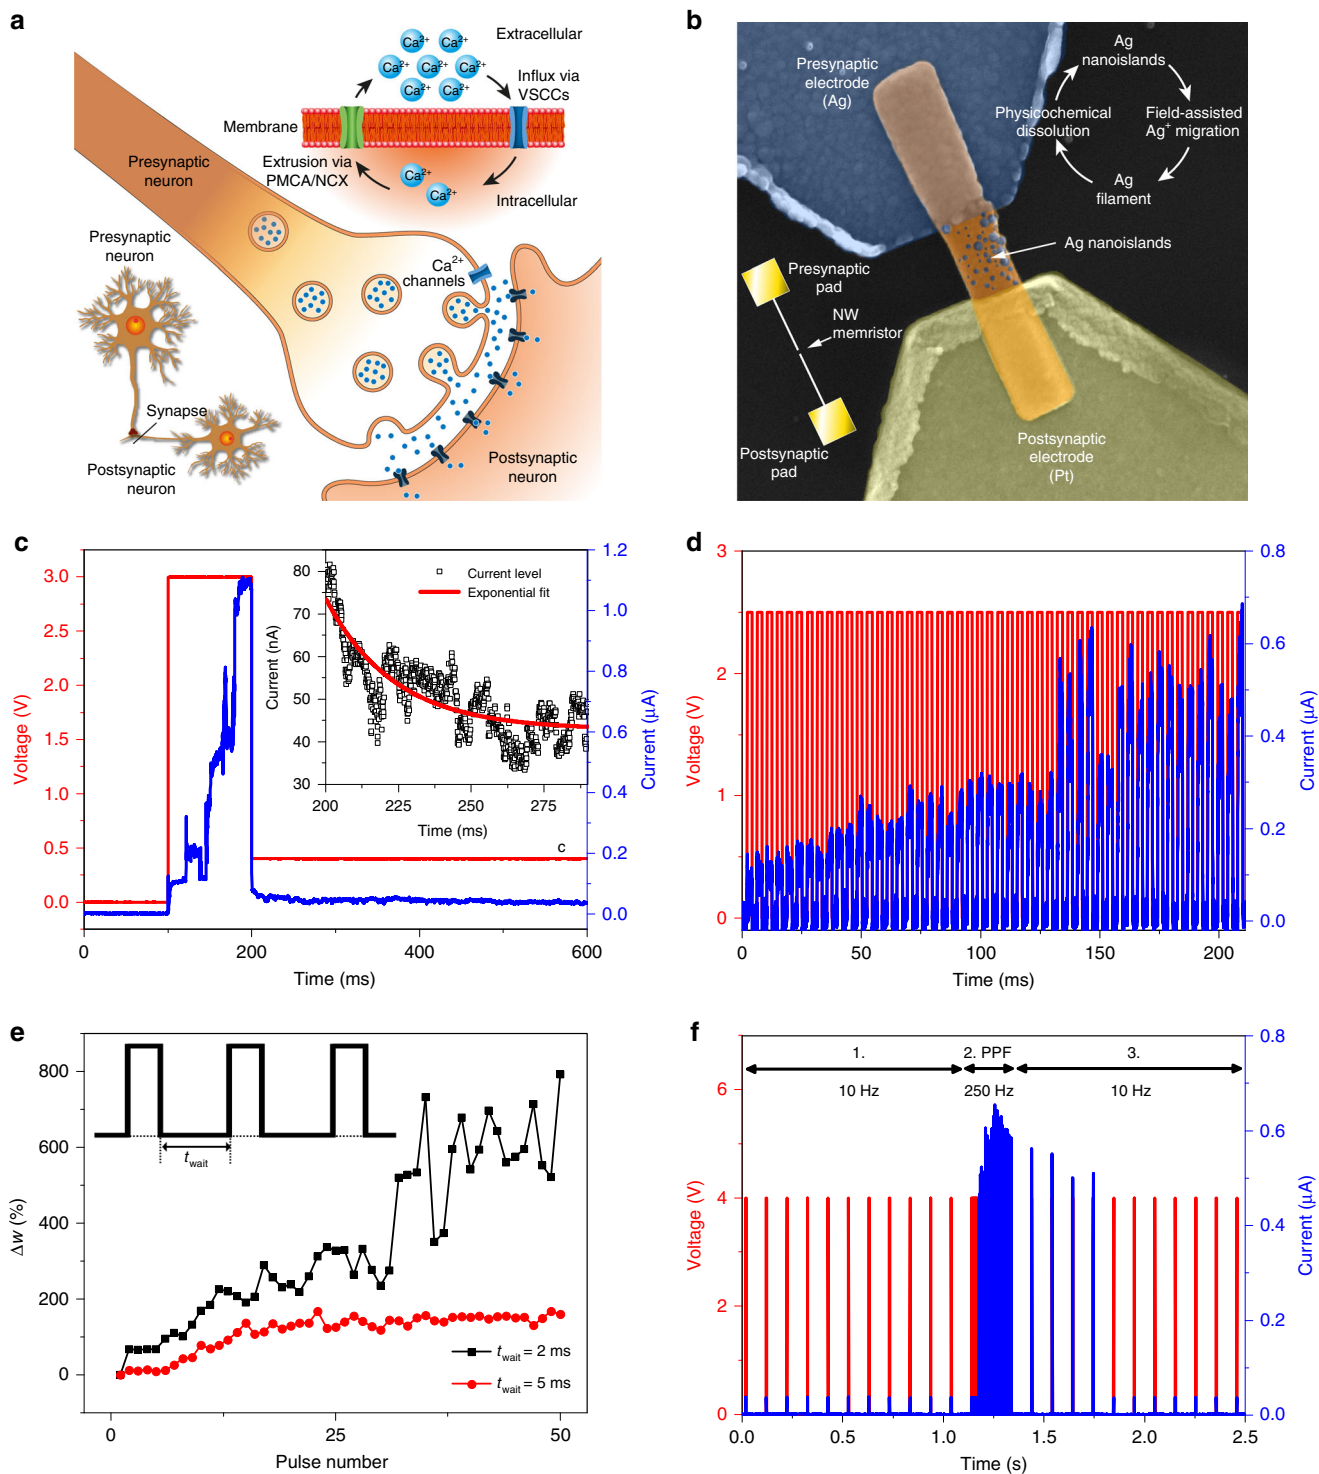 a
Ca2+
Ca2+
Ca2+
Ca2+
Ca2+
Ca2+
Ca2+
Extracellular
Influx via
VSCCs
Membrane
Extrusion via
PMCA/NCX
Ca2+
Ca2+
Intracellular
Presynaptic
neuron
Presynaptic
neuron
Ca2+
channels
Synapse
Postsynaptic
neuron
Postsynaptic
neuron
b
Presynaptic
electrode
(Ag)
Ag
nanoislands
Physicochemical
dissolution
Field-assisted
Ag+ migration
Ag
filament
Ag nanoislands
Presynaptic
pad
NW
memristor
Postsynaptic
pad
Postsynaptic
electrode
(Pt)
c
Voltage (V)
3.0
2.5
2.0
1.5
1.0
0.5
0.0
0
200
400
600
Time (ms)
1.2
1.0
0.8
0.6
0.4
0.2
0.0
Current (μA)
Current (nA)
80
70
60
50
40
30
200
225
250
275
Time (ms)
Current level
Exponential fit
c
d
Voltage (V)
3
2
1
0
0
50
100
150
200
Time (ms)
0.8
0.6
0.4
0.2
0.0
Current (μA)
e
Δw (%)
800
600
400
200
0
0
25
50
Pulse number
twait
twait = 2 ms
twait = 5 ms
f
Voltage (V)
6
4
2
0
1.
2. PPF
3.
10 Hz
250 Hz
10 Hz
0.0
0.5
1.0
1.5
2.0
2.5
Time (s)
0.8
0.6
0.4
0.2
0.0
Current (μA)